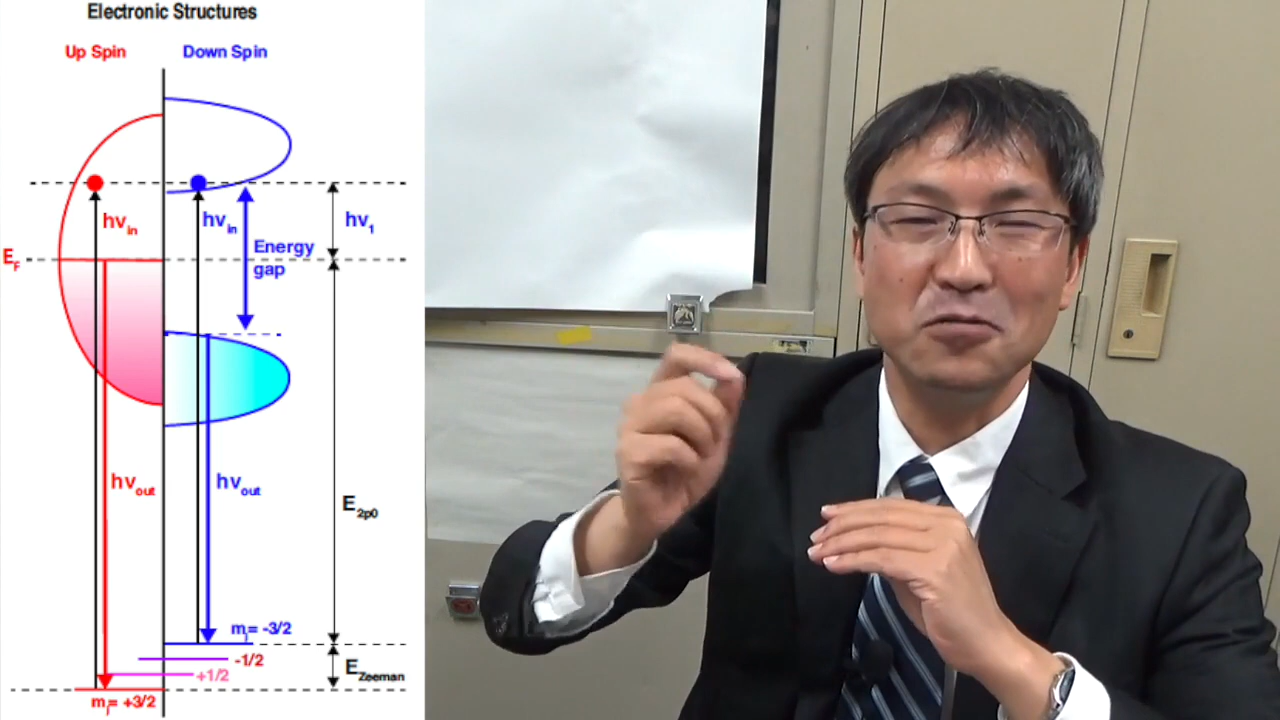 Electronic Structures
Up Spin Down Spin
hνin hνin hν1
Energy
gap
EF
hνout hνout
E2p0
mj= -3/2
-1/2
+1/2
EZeeman
mj= +3/2